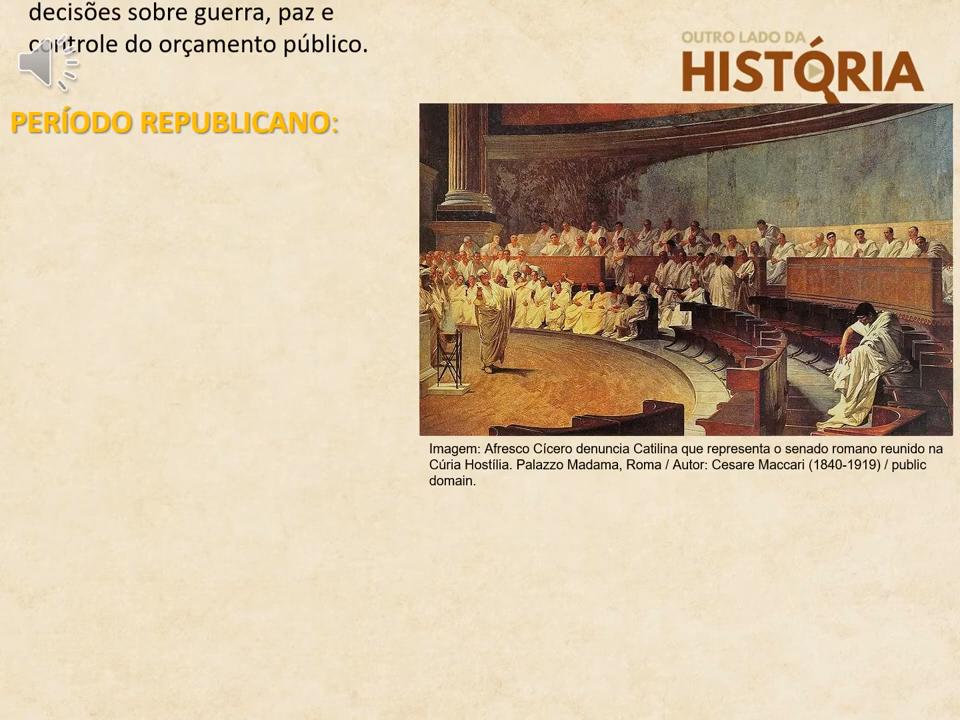 decisões sobre guerra, paz e
controle do orçamento público.
OUTRO LADO DA
HISTÓRIA
PERÍODO REPUBLICANO:
Imagem: Afresco Cícero denuncia Catilina que representa o senado romano reunido na
Cúria Hostília. Palazzo Madama, Roma / Autor: Cesare Maccari (1840-1919) / public
domain.